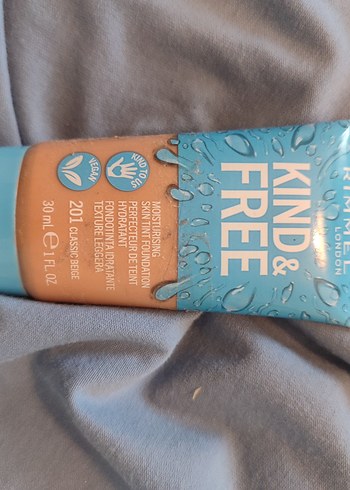 RIMMEL
LONDON
KIND &
FREE
MOISTURISING
SKIN TINT FOUNDATION
PERFECTEUR DE TEINT
HYDRATANT
FONDOTINTA IDRATANTE
TEXTURE LEGGERA
VEGAN
KIND TO US
201 CLASSIC BEIGE
30 mL e 1 FL OZ.